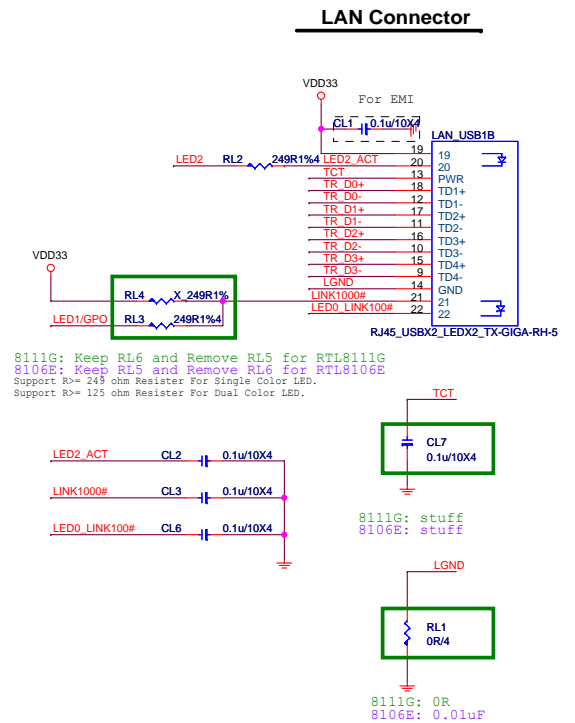 LAN Connector
VDD33
For EMI
CL1 0.1u/10X4
LAN_USB1B
LED2 RL2 249R1%4 LED2_ACT
TCT
TR_D0+
TR_D0-
TR_D1+
TR_D1-
TR_D2+
TR_D2-
TR_D3+
TR_D3-
LGND
LINK1000#
LED0_LINK100#
19 19
20 20
13 PWR
18 TD1+
12 TD1-
17 TD2+
11 TD2-
16 TD3+
10 TD3-
15 TD4+
9 TD4-
14 GND
21 21
22 22
RJ45_USBX2_LEDX2_TX-GIGA-RH-5
VDD33
RL4 X_249R1%
LED1/GPO RL3 249R1%4
8111G: Keep RL6 and Remove RL5 for RTL8111G
8106E: Keep RL5 and Remove RL6 for RTL8106E
Support R>= 249 ohm Resister For Single Color LED.
Support R>= 125 ohm Resister For Dual Color LED.
LED2_ACT CL2 0.1u/10X4
LINK1000# CL3 0.1u/10X4
LED0_LINK100# CL6 0.1u/10X4
TCT
CL7
0.1u/10X4
8111G: stuff
8106E: stuff
LGND
RL1
0R/4
8111G: 0R
8106E: 0.01uF